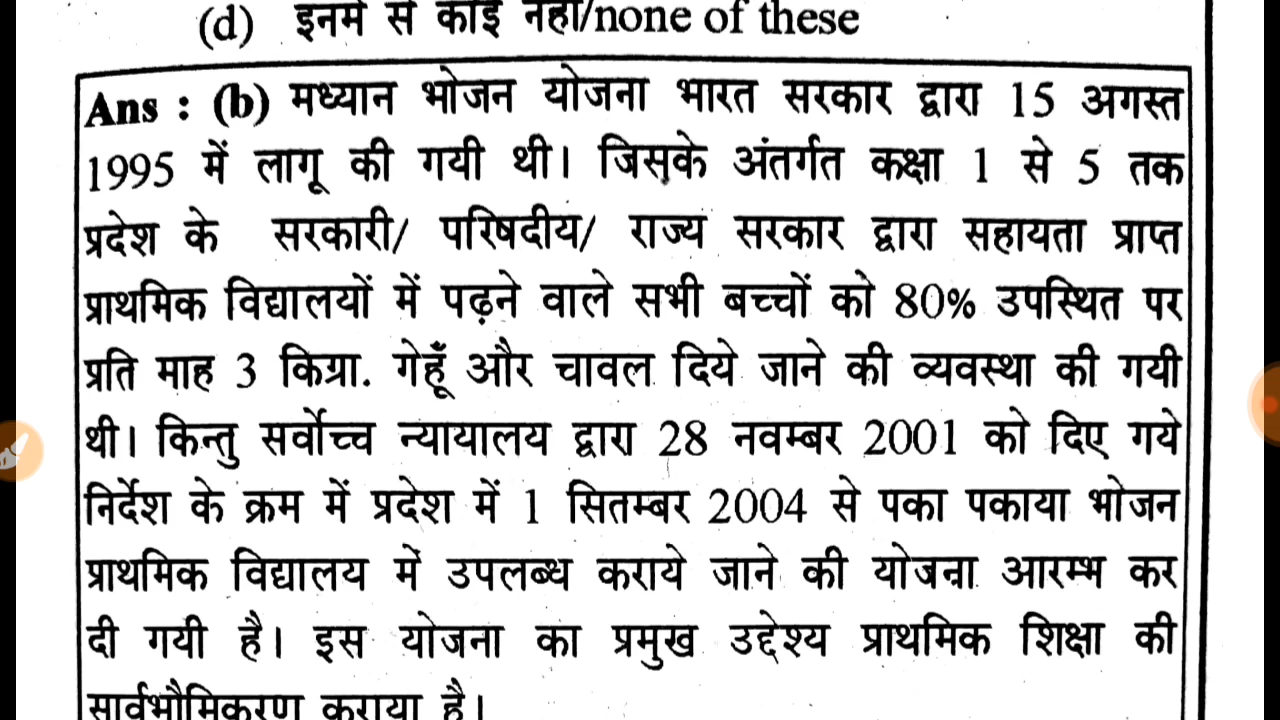 (d) इनमें से कोई नहीं/none of these
Ans : (b) मध्यान भोजन योजना भारत सरकार द्वारा 15 अगस्त
1995 में लागू की गयी थी। जिसके अंतर्गत कक्षा 1 से 5 तक
प्रदेश के सरकारी/ परिषदीय/ राज्य सरकार द्वारा सहायता प्राप्त
प्राथमिक विद्यालयों में पढ़ने वाले सभी बच्चों को 80% उपस्थित पर
प्रति माह 3 किग्रा. गेहूँ और चावल दिये जाने की व्यवस्था की गयी
थी। किन्तु सर्वोच्च न्यायालय द्वारा 28 नवम्बर 2001 को दिए गये
निर्देश के क्रम में प्रदेश में 1 सितम्बर 2004 से पका पकाया भोजन
प्राथमिक विद्यालय में उपलब्ध कराये जाने की योजना आरम्भ कर
दी गयी है। इस योजना का प्रमुख उद्देश्य प्राथमिक शिक्षा की
सार्वभौमिकरण कराया है।